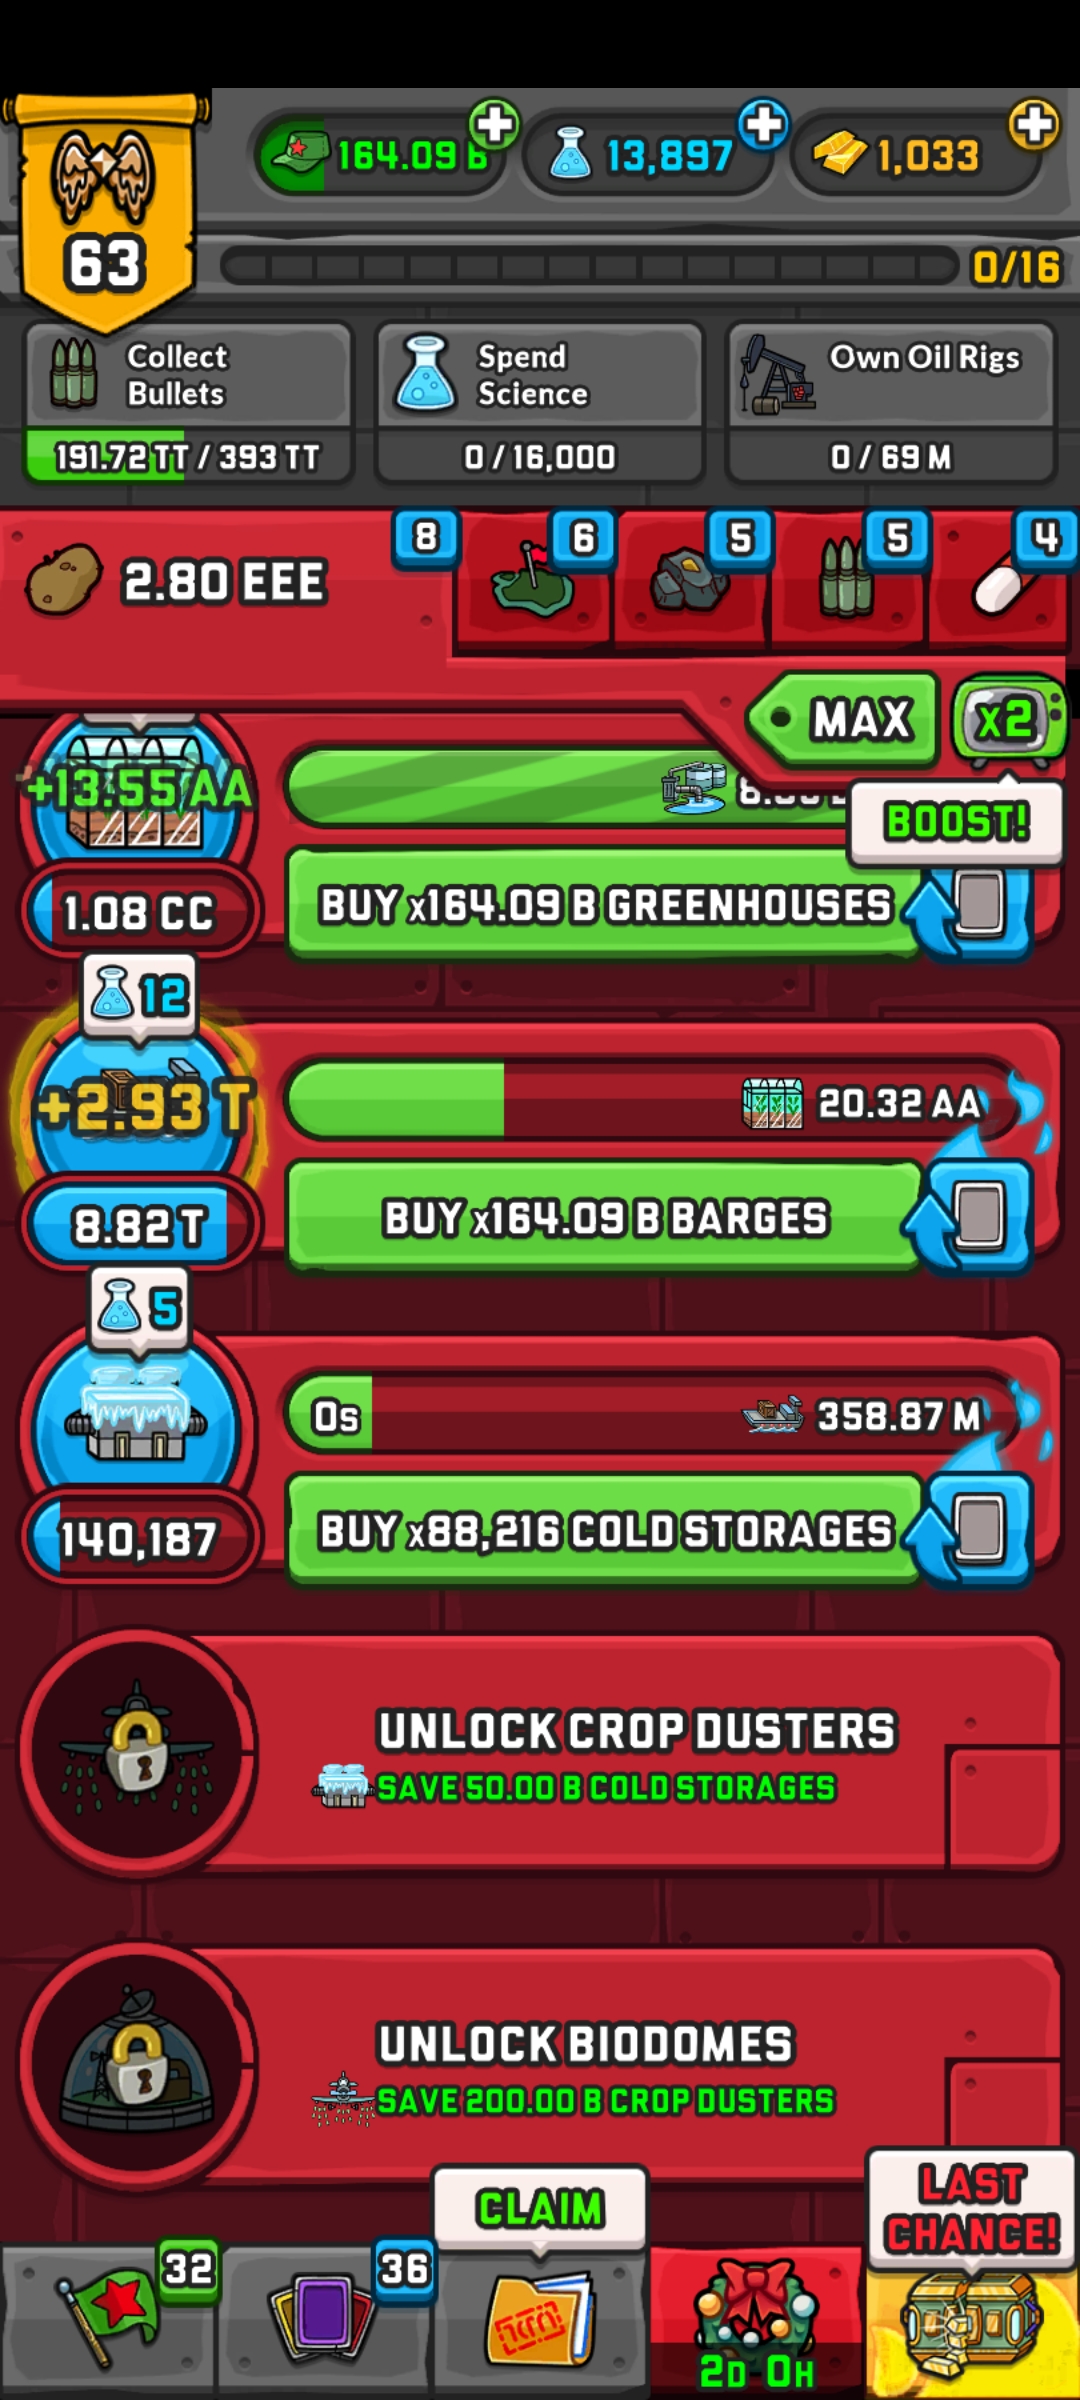 164.09 B
13,897
1,033
63
0/16
Collect
Bullets
Spend
Science
Own Oil Rigs
191.72 TT / 393 TT
0 / 16,000
0 / 69 M
8
6
5
5
4
2.80 EEE
MAX
x2
BOOST!
+13.55 AA
1.08 CC
BUY x164.09 B GREENHOUSES
12
+2.93 T
20.32 AA
8.82 T
BUY x164.09 B BARGES
5
0s
358.87 M
140,187
BUY x88,216 COLD STORAGES
UNLOCK CROP DUSTERS
SAVE 50.00 B COLD STORAGES
UNLOCK BIODOMES
SAVE 200.00 B CROP DUSTERS
CLAIM
LAST
CHANCE!
32
36
2D 0H